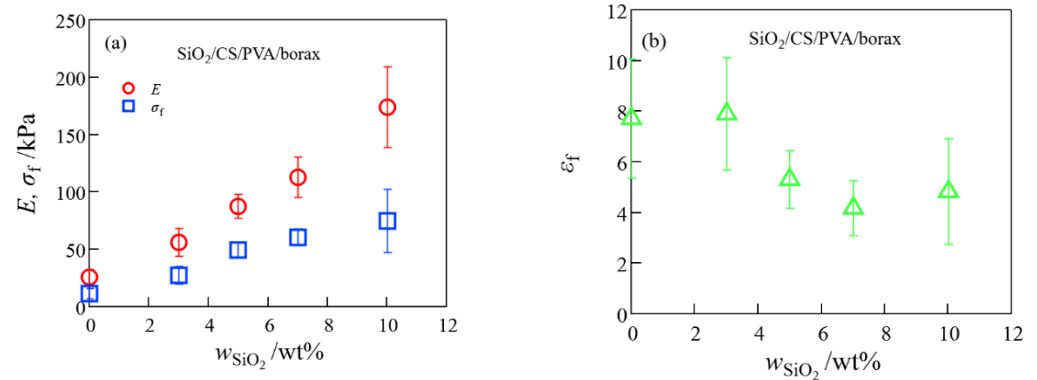 (a)
SiO₂/CS/PVA/borax
E
σf
250
200
150
100
50
0
E, σf /kPa
0 2 4 6 8 10 12
wSiO₂ /wt%
(b)
SiO₂/CS/PVA/borax
12
10
8
6
4
2
0
εf
0 2 4 6 8 10 12
wSiO₂ /wt%